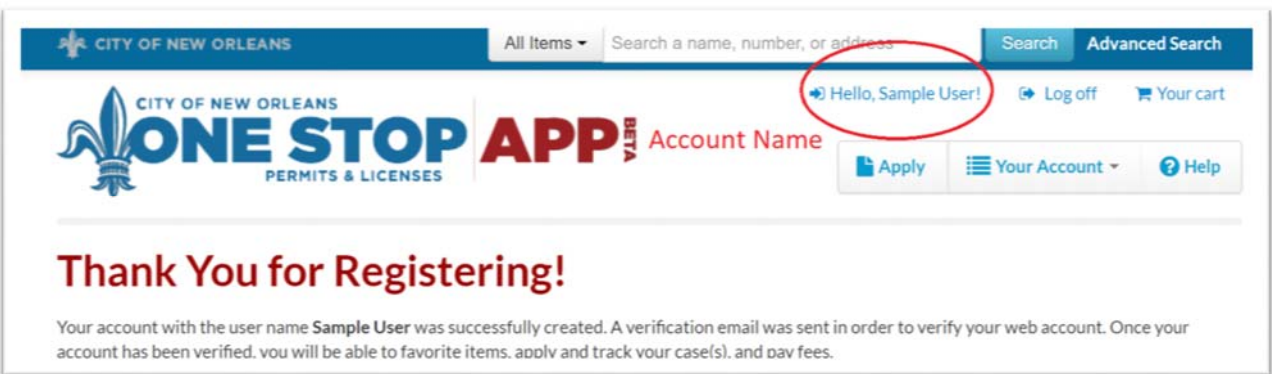 CITY OF NEW ORLEANS
All Items
Search a name, number, or address
Search
Advanced Search
Hello, Sample User!
Log off
Your cart
CITY OF NEW ORLEANS
ONE STOP APP BETA
PERMITS & LICENSES
Account Name
Apply
Your Account
Help
Thank You for Registering!
Your account with the user name Sample User was successfully created. A verification email was sent in order to verify your web account. Once your
account has been verified, you will be able to favorite items, apply and track your case(s), and pay fees.